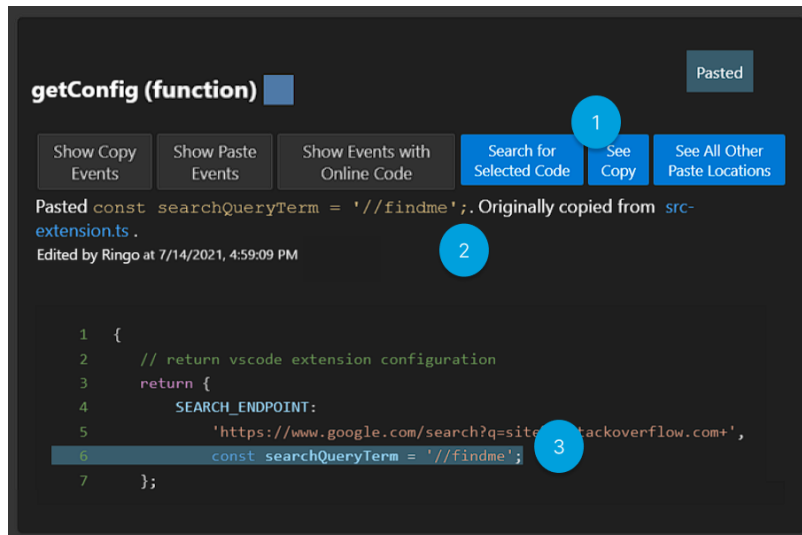 Pasted
getConfig (function)
1
Show Copy Events
Show Paste Events
Show Events with Online Code
Search for Selected Code
See Copy
See All Other Paste Locations
Pasted const searchQueryTerm = '//findme';. Originally copied from src-
extension.ts .
2
Edited by Ringo at 7/14/2021, 4:59:09 PM
1 {
2 // return vscode extension configuration
3 return {
4 SEARCH_ENDPOINT:
5 'https://www.google.com/search?q=site tackoverflow.com+',
6 const searchQueryTerm = '//findme';
3
7 };